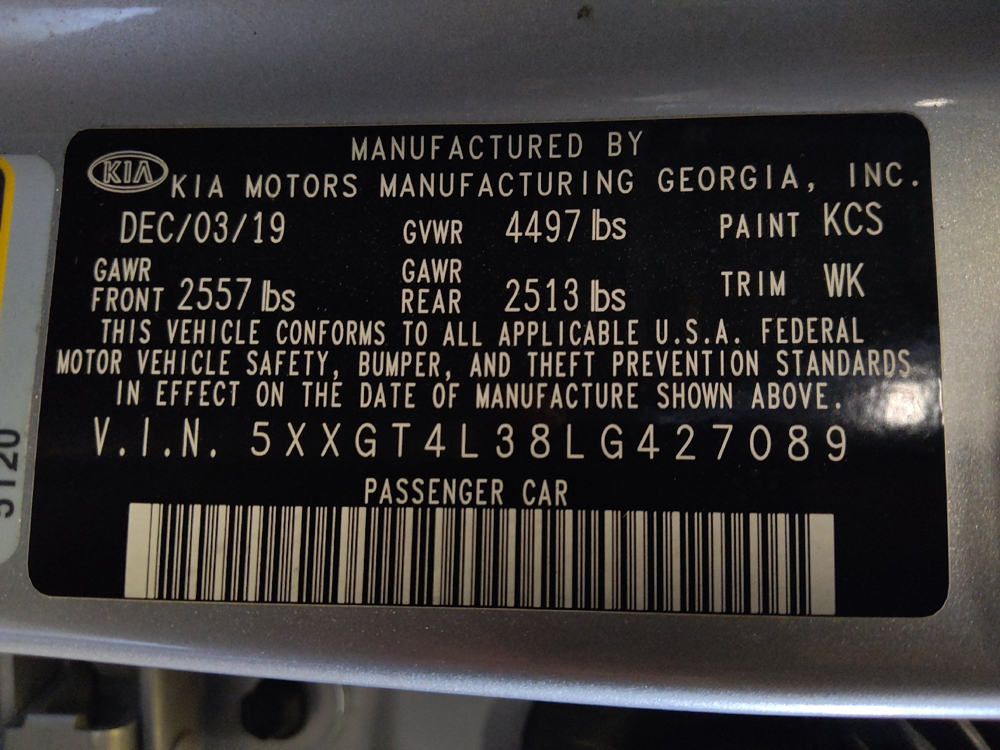 MANUFACTURED BY
KIA KIA MOTORS MANUFACTURING GEORGIA, INC.
DEC/03/19 GVWR 4497 lbs PAINT KCS
GAWR FRONT 2557 lbs GAWR REAR 2513 lbs TRIM WK
THIS VEHICLE CONFORMS TO ALL APPLICABLE U.S.A. FEDERAL
MOTOR VEHICLE SAFETY, BUMPER, AND THEFT PREVENTION STANDARDS
IN EFFECT ON THE DATE OF MANUFACTURE SHOWN ABOVE.
V.I.N. 5XXGT4L38LG427089
PASSENGER CAR